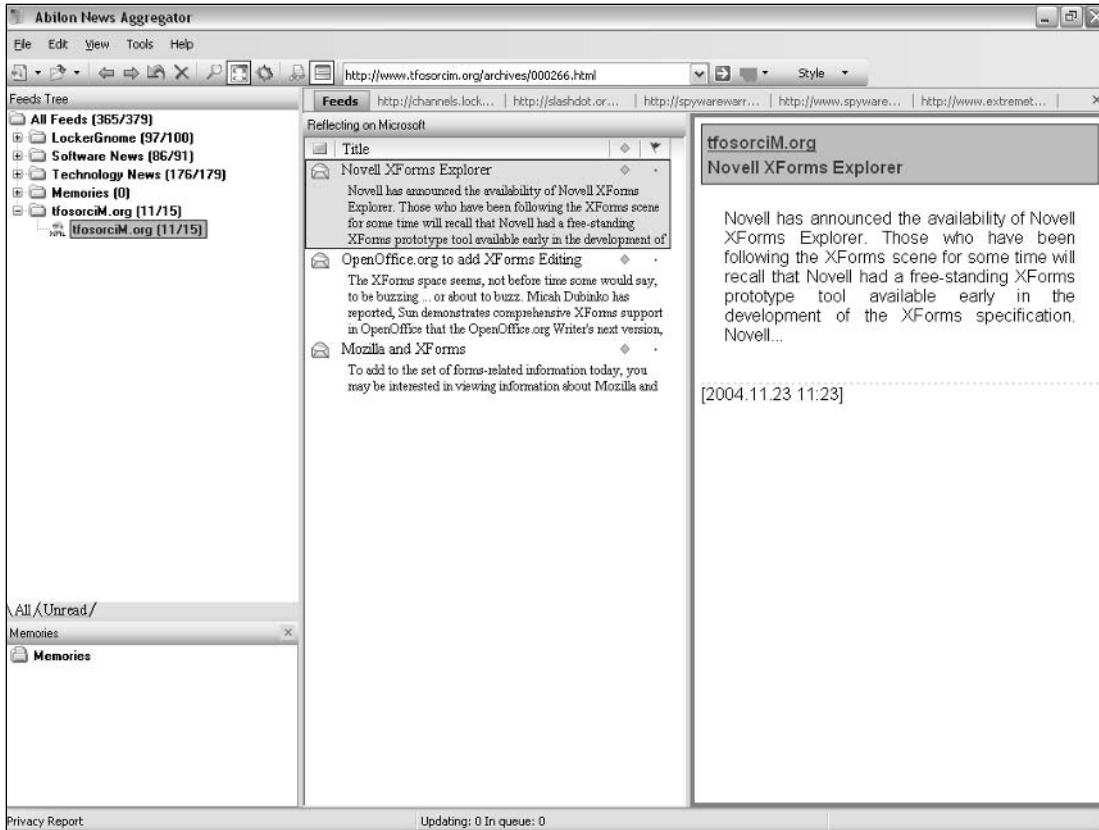 Abilon News Aggregator
File Edit View Tools Help
http://www.tfosorcim.org/archives/000266.html
Style
Feeds Tree
All Feeds (365/379)
LockerGnome (97/100)
Software News (86/91)
Technology News (176/179)
Memories (0)
tfosorciM.org (11/15)
tfosorciM.org (11/15)
\All/Unread/
Memories
Memories
Feeds http://channels.lock... http://slashdot.or... http://spywarewarr... http://www.spyware... http://www.extremet...
Reflecting on Microsoft
Title
Novell XForms Explorer
Novell has announced the availability of Novell XForms
Explorer. Those who have been following the XForms scene
for some time will recall that Novell had a free-standing
XForms prototype tool available early in the development of
OpenOffice.org to add XForms Editing
The XForms space seems, not before time some would say,
to be buzzing ... or about to buzz. Micah Dubinko has
reported, Sun demonstrates comprehensive XForms support
in OpenOffice that the OpenOffice.org Writer's next version,
Mozilla and XForms
To add to the set of forms-related information today, you
may be interested in viewing information about Mozilla and
tfosorciM.org
Novell XForms Explorer
Novell has announced the availability of Novell
XForms Explorer. Those who have been
following the XForms scene for some time will
recall that Novell had a free-standing XForms
prototype tool available early in the
development of the XForms specification.
Novell...
[2004.11.23 11:23]
Privacy Report
Updating: 0 In queue: 0